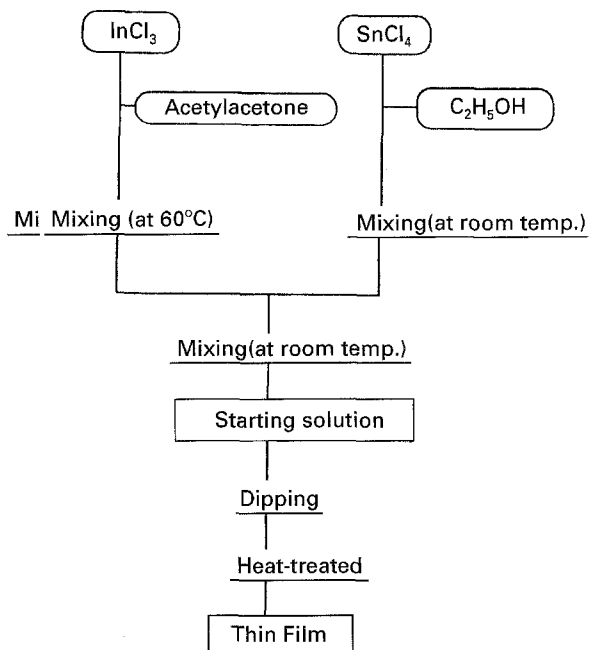 InCl₃
SnCl₄
Acetylacetone
C₂H₅OH
Mi Mixing (at 60°C)
Mixing(at room temp.)
Mixing(at room temp.)
Starting solution
Dipping
Heat-treated
Thin Film